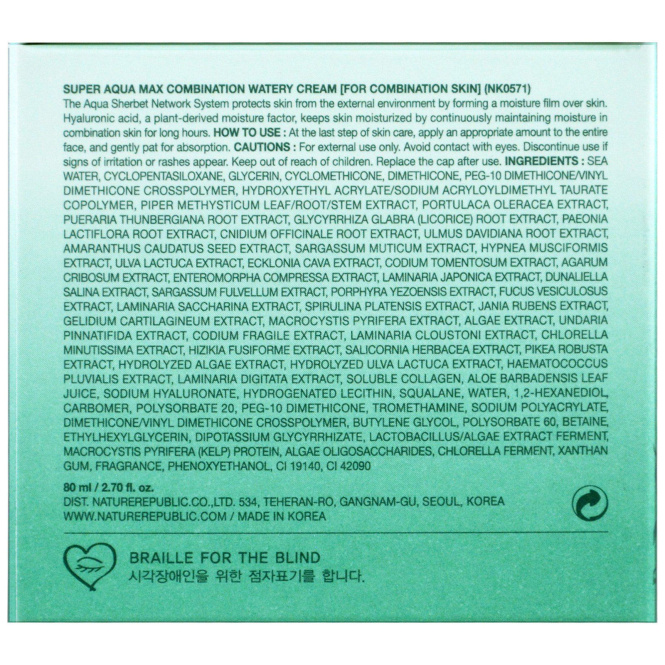 SUPER AQUA MAX COMBINATION WATERY CREAM [FOR COMBINATION SKIN] (NK0571)
The Aqua Sherbet Network System protects skin from the external environment by forming a moisture film over skin.
Hyaluronic acid, a plant-derived moisture factor, keeps skin moisturized by continuously maintaining moisture in
combination skin for long hours. HOW TO USE : At the last step of skin care, apply an appropriate amount to the entire
face, and gently pat for absorption. CAUTIONS : For external use only. Avoid contact with eyes. Discontinue use if
signs of irritation or rashes appear. Keep out of reach of children. Replace the cap after use. INGREDIENTS : SEA
WATER, CYCLOPENTASILOXANE, GLYCERIN, CYCLOMETHICONE, DIMETHICONE, PEG-10 DIMETHICONE/VINYL
DIMETHICONE CROSSPOLYMER, HYDROXYETHYL ACRYLATE/SODIUM ACRYLOYLDIMETHYL TAURATE
COPOLYMER, PIPER METHYSTICUM LEAF/ROOT/STEM EXTRACT, PORTULACA OLERACEA EXTRACT,
PUERARIA THUNBERGIANA ROOT EXTRACT, GLYCYRRHIZA GLABRA (LICORICE) ROOT EXTRACT, PAEONIA
LACTIFLORA ROOT EXTRACT, CNIDIUM OFFICINALE ROOT EXTRACT, ULMUS DAVIDIANA ROOT EXTRACT,
AMARANTHUS CAUDATUS SEED EXTRACT, SARGASSUM MUTICUM EXTRACT, HYPNEA MUSCIFORMIS
EXTRACT, ULVA LACTUCA EXTRACT, ECKLONIA CAVA EXTRACT, CODIUM TOMENTOSUM EXTRACT, AGARUM
CRIBOSUM EXTRACT, ENTEROMORPHA COMPRESSA EXTRACT, LAMINARIA JAPONICA EXTRACT, DUNALIELLA
SALINA EXTRACT, SARGASSUM FULVELLUM EXTRACT, PORPHYRA YEZOENSIS EXTRACT, FUCUS VESICULOSUS
EXTRACT, LAMINARIA SACCHARINA EXTRACT, SPIRULINA PLATENSIS EXTRACT, JANIA RUBENS EXTRACT,
GELIDIUM CARTILAGINEUM EXTRACT, MACROCYSTIS PYRIFERA EXTRACT, ALGAE EXTRACT, UNDARIA
PINNATIFIDA EXTRACT, CODIUM FRAGILE EXTRACT, LAMINARIA CLOUSTONI EXTRACT, CHLORELLA
MINUTISSIMA EXTRACT, HIZIKIA FUSIFORME EXTRACT, SALICORNIA HERBACEA EXTRACT, PIKEA ROBUSTA
EXTRACT, HYDROLYZED ALGAE EXTRACT, HYDROLYZED ULVA LACTUCA EXTRACT, HAEMATOCOCCUS
PLUVIALIS EXTRACT, LAMINARIA DIGITATA EXTRACT, SOLUBLE COLLAGEN, ALOE BARBADENSIS LEAF
JUICE, SODIUM HYALURONATE, HYDROGENATED LECITHIN, SQUALANE, WATER, 1,2-HEXANEDIOL,
CARBOMER, POLYSORBATE 20, PEG-10 DIMETHICONE, TROMETHAMINE, SODIUM POLYACRYLATE,
DIMETHICONE/VINYL DIMETHICONE CROSSPOLYMER, BUTYLENE GLYCOL, POLYSORBATE 60, BETAINE,
ETHYLHEXYLGLYCERIN, DIPOTASSIUM GLYCYRRHIZATE, LACTOBACILLUS/ALGAE EXTRACT FERMENT,
MACROCYSTIS PYRIFERA (KELP) PROTEIN, ALGAE OLIGOSACCHARIDES, CHLORELLA FERMENT, XANTHAN
GUM, FRAGRANCE, PHENOXYETHANOL, CI 19140, CI 42090
80 ml / 2.70 fl. oz.
DIST. NATUREREPUBLIC.CO.,LTD. 534, TEHERAN-RO, GANGNAM-GU, SEOUL, KOREA
WWW.NATUREREPUBLIC.COM / MADE IN KOREA
BRAILLE FOR THE BLIND
시각장애인을 위한 점자표기를 합니다.